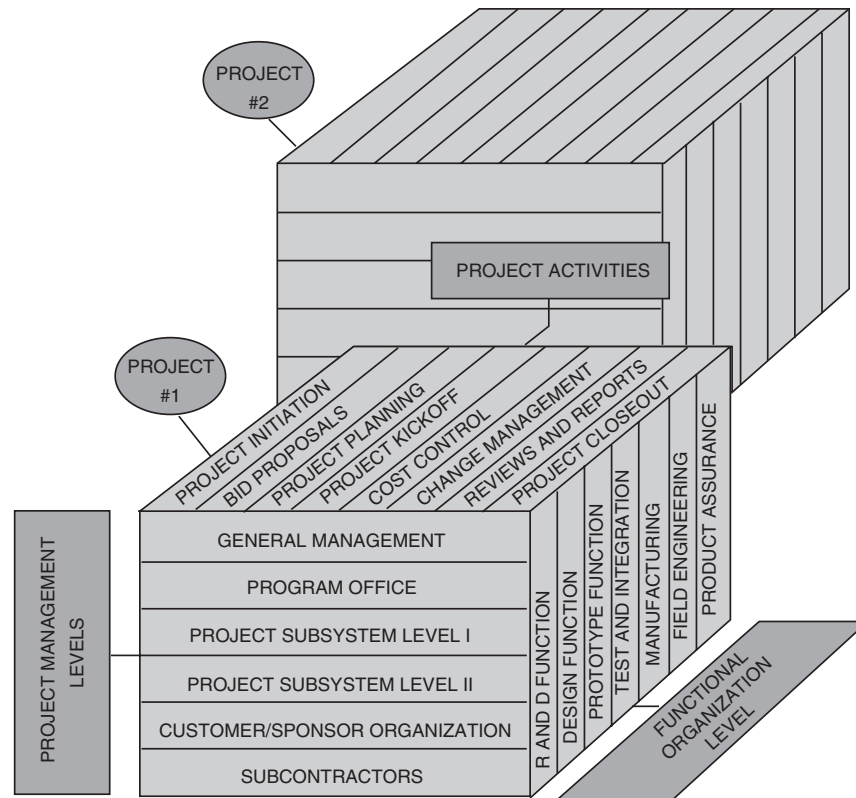 PROJECT
#2
PROJECT ACTIVITIES
PROJECT
#1
PROJECT INITIATION
BID PROPOSALS
PROJECT PLANNING
PROJECT KICKOFF
COST CONTROL
CHANGE MANAGEMENT
REVIEWS AND REPORTS
PROJECT CLOSEOUT
PROJECT MANAGEMENT
LEVELS
GENERAL MANAGEMENT
PROGRAM OFFICE
PROJECT SUBSYSTEM LEVEL I
PROJECT SUBSYSTEM LEVEL II
CUSTOMER/SPONSOR ORGANIZATION
SUBCONTRACTORS
R AND D FUNCTION
DESIGN FUNCTION
PROTOTYPE FUNCTION
TEST AND INTEGRATION
MANUFACTURING
FIELD ENGINEERING
PRODUCT ASSURANCE
FUNCTIONAL
ORGANIZATION
LEVEL